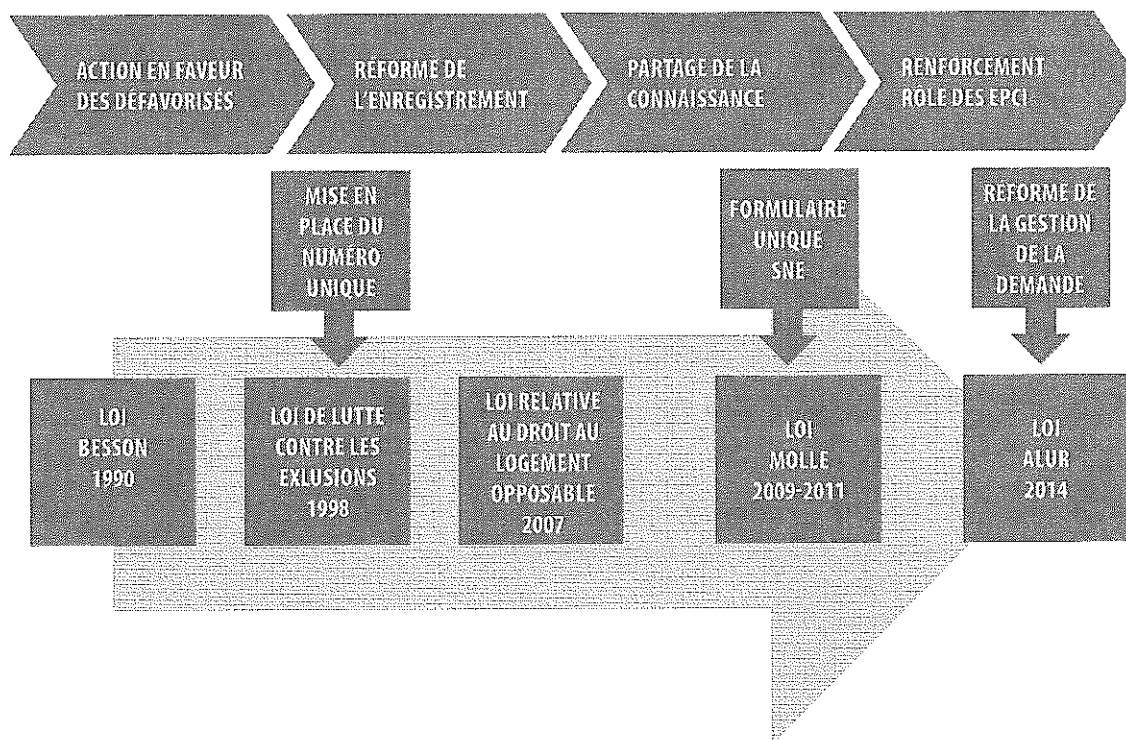 ACTION EN FAVEUR
DES DÉFAVORISÉS
RÉFORME DE
L'ENREGISTREMENT
PARTAGE DE LA
CONNAISSANCE
RENFORCEMENT
RÔLE DES EPCI
MISE EN
PLACE DU
NUMÉRO
UNIQUE
FORMULAIRE
UNIQUE
SNE
RÉFORME DE
LA GESTION
DE LA
DEMANDE
LOI
BESSON
1990
LOI DE LUTTE
CONTRE LES
EXLUSIONS
1998
LOI RELATIVE
AU DROIT AU
LOGEMENT
OPPOSABLE
2007
LOI
MOLLE
2009-2011
LOI
ALUR
2014